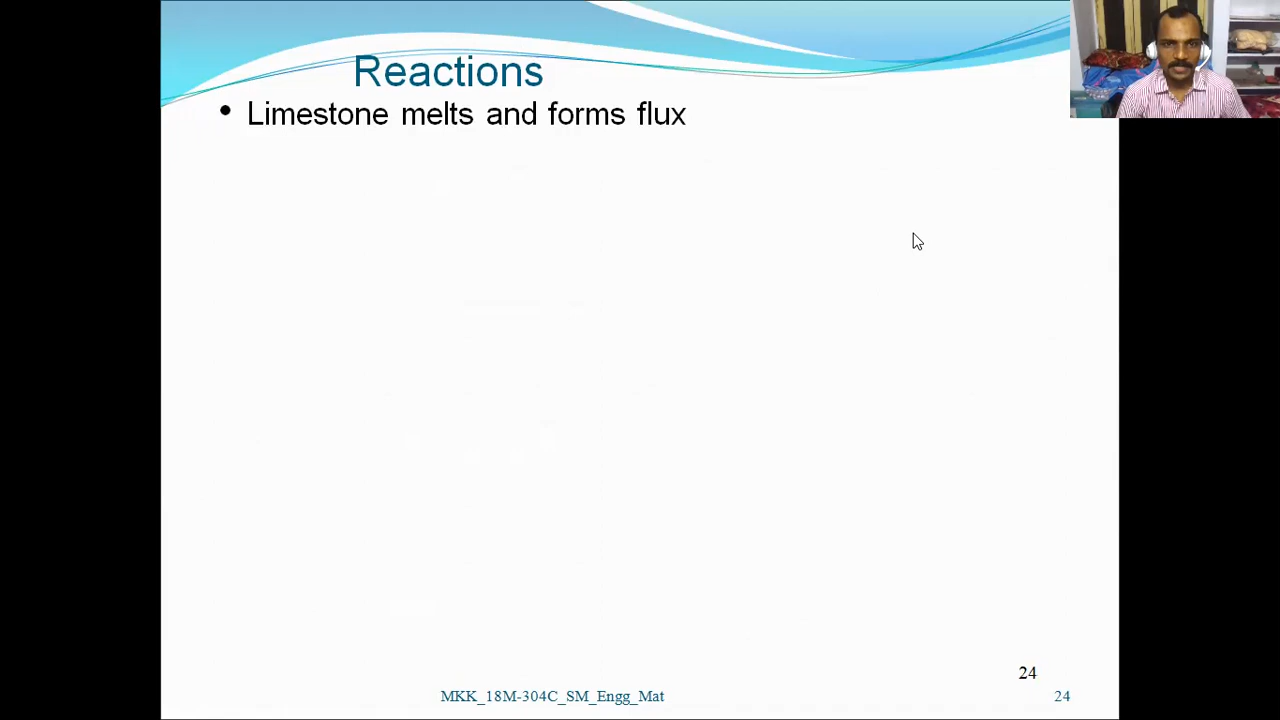 Reactions
• Limestone melts and forms flux
24
MKK_18M-304C_SM_Engg_Mat
24